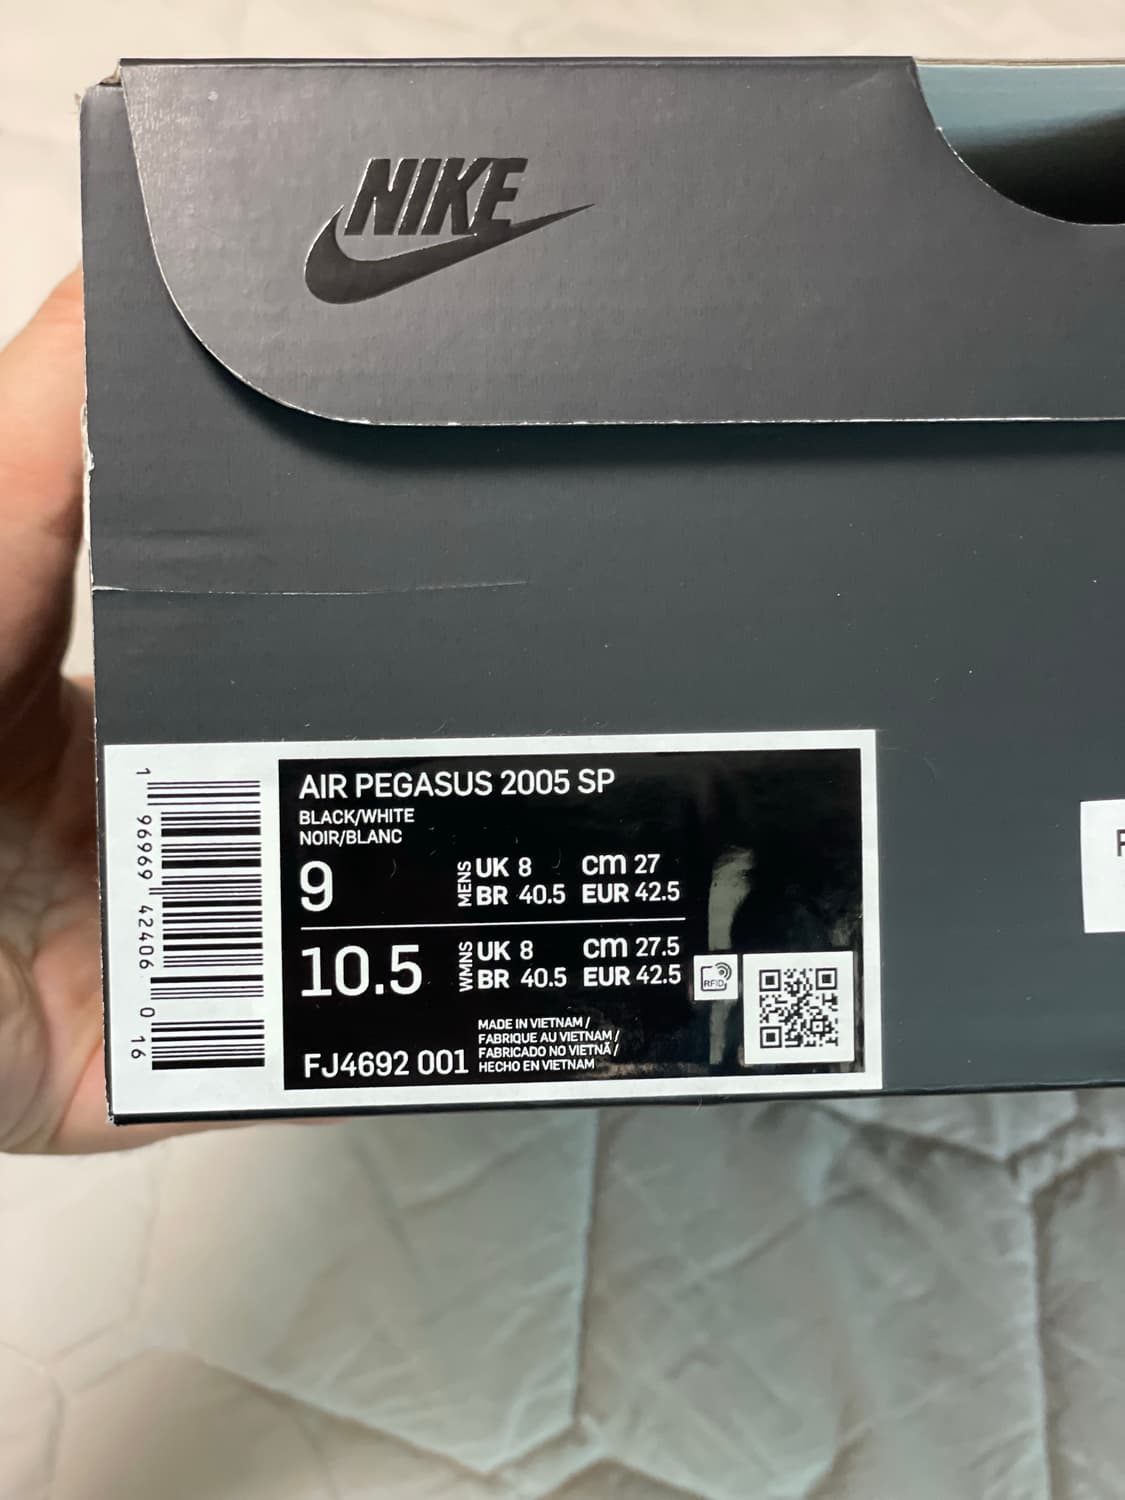 NIKE
AIR PEGASUS 2005 SP
BLACK/WHITE
NOIR/BLANC
9
MENS
UK 8 cm 27
BR 40.5 EUR 42.5
10.5
WMNS
UK 8 cm 27.5
BR 40.5 EUR 42.5
RFID
FJ4692 001
MADE IN VIETNAM /
FABRIQUE AU VIETNAM /
FABRICADO NO VIETNÃ /
HECHO EN VIETNAM
1 96969 42406 0 16